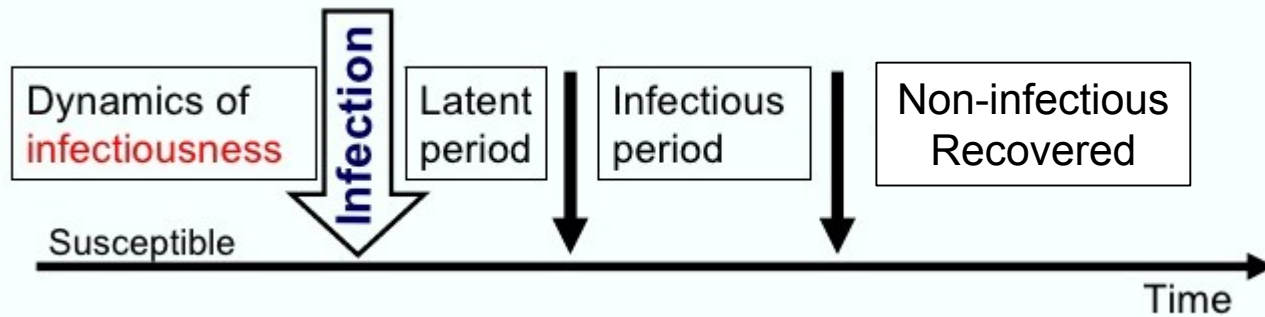 Dynamics of
infectiousness
Infection
Latent
period
Infectious
period
Non-infectious
Recovered
Susceptible
Time